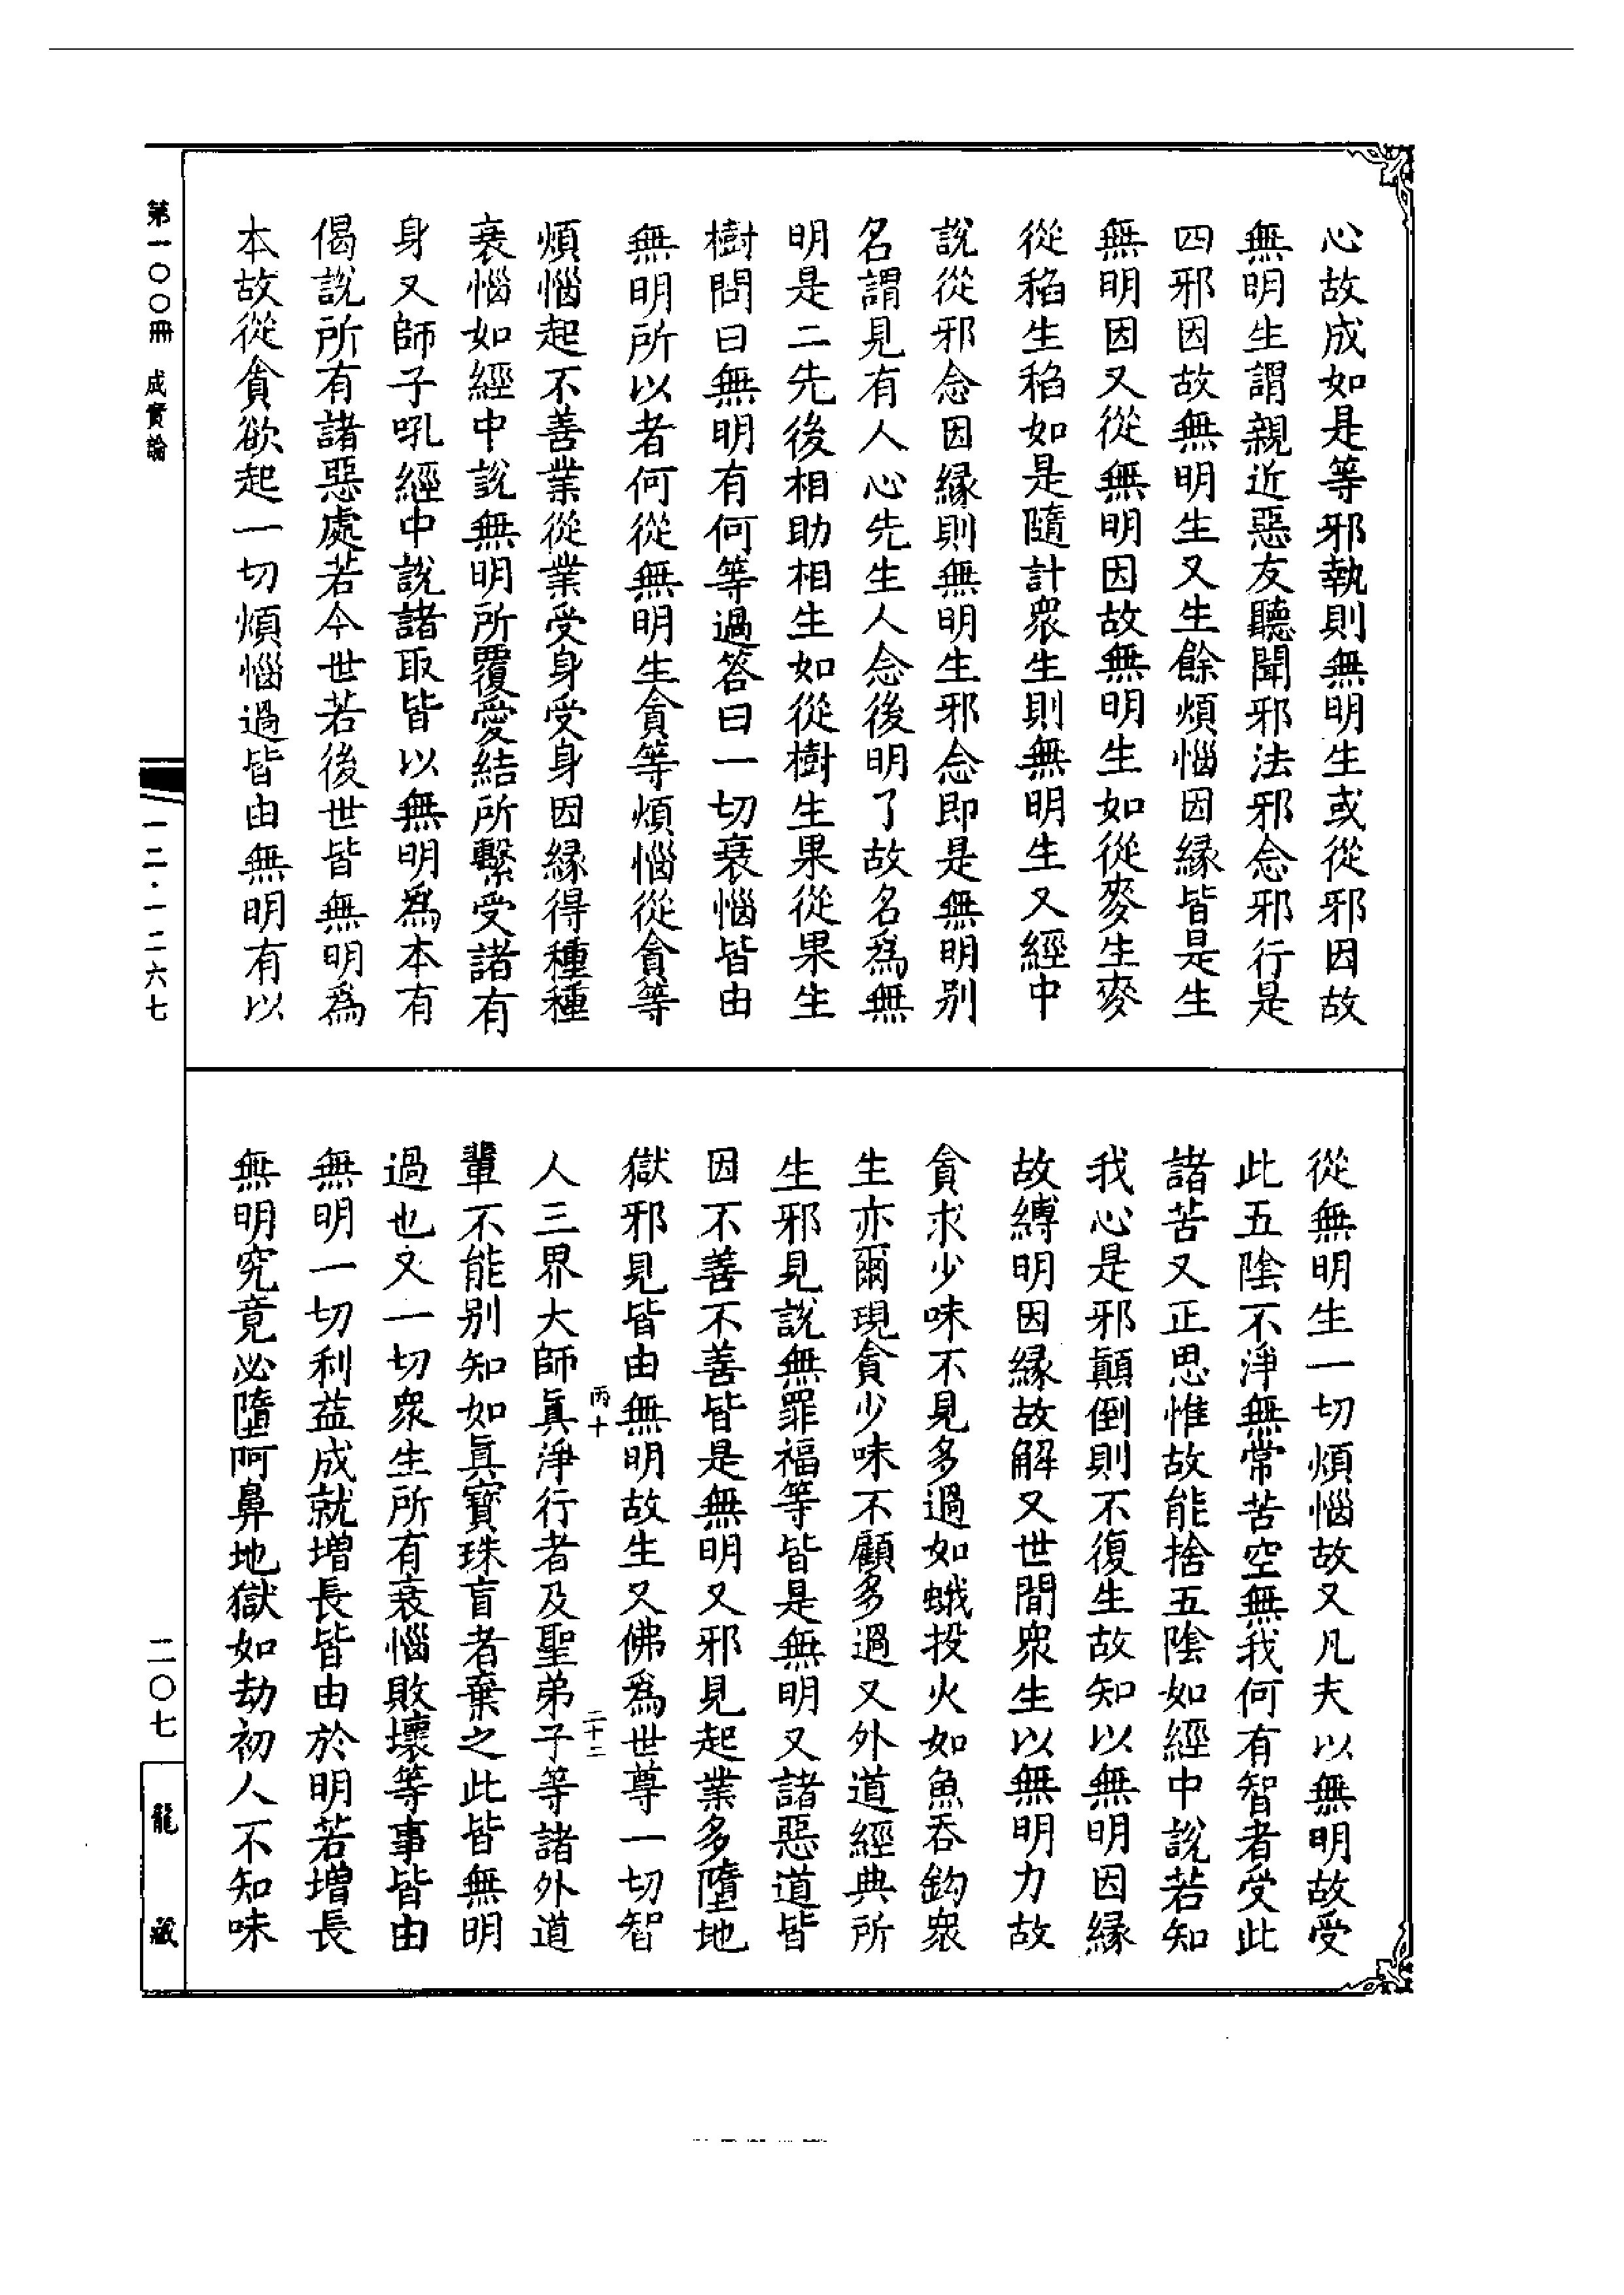 心故成如是等邪執則無明生或從邪因故
無明生謂親近惡友聽聞邪法邪念邪行是
四邪因故無明生又生餘煩惱因縁皆是生
無明因又從無明因故無明生如從麥生麥
從稻生稻如是隨計衆生則無明生又經中
說從邪念因縁則無明生邪念即是無明别
名謂見有人心先生人念後明了故名爲無
明是二先後相助相生如從樹生果從果生
樹問曰無明有何等過答曰一切衰惱皆由
無明所以者何從無明生貪等煩惱從貪等
煩惱起不善業從業受身受身因縁得種種
衰惱如經中說無明所覆愛結所繫受諸有
身又師子吼經中說諸取皆以無明爲本有
偈說所有諸惡處若今世若後世皆無明爲
本故從貪欲起一切煩惱過皆由無明有以
從無明生一切煩惱故又凡夫以無明故受
此五陰不淨無常苦空無我何有智者受此
諸苦又正思惟故能捨五陰如經中說若知
我心是邪顛倒則不復生故知以無明因縁
故縛明因縁故解又世間衆生以無明力故
貪求少味不見多過如蛾投火如魚吞鈎衆
生亦爾現貪少味不顧多過又外道經典所
生邪見說無罪福等皆是無明又諸惡道皆
因不善不善皆是無明又邪見起業多墮地
獄邪見皆由無明故生又佛爲世尊一切智
人三界大師眞淨行者及聖弟子等諸外道
輩不能别知如眞寶珠盲者棄之此皆無明
過也又一切衆生所有衰惱敗壞等事皆由
無明一切利益成就增長皆由於明若增長
無明究竟必墮阿鼻地獄如劫初人不知味
丙十
二十二
第一〇〇冊 成實論
一二·一二六七
二〇七
龍藏